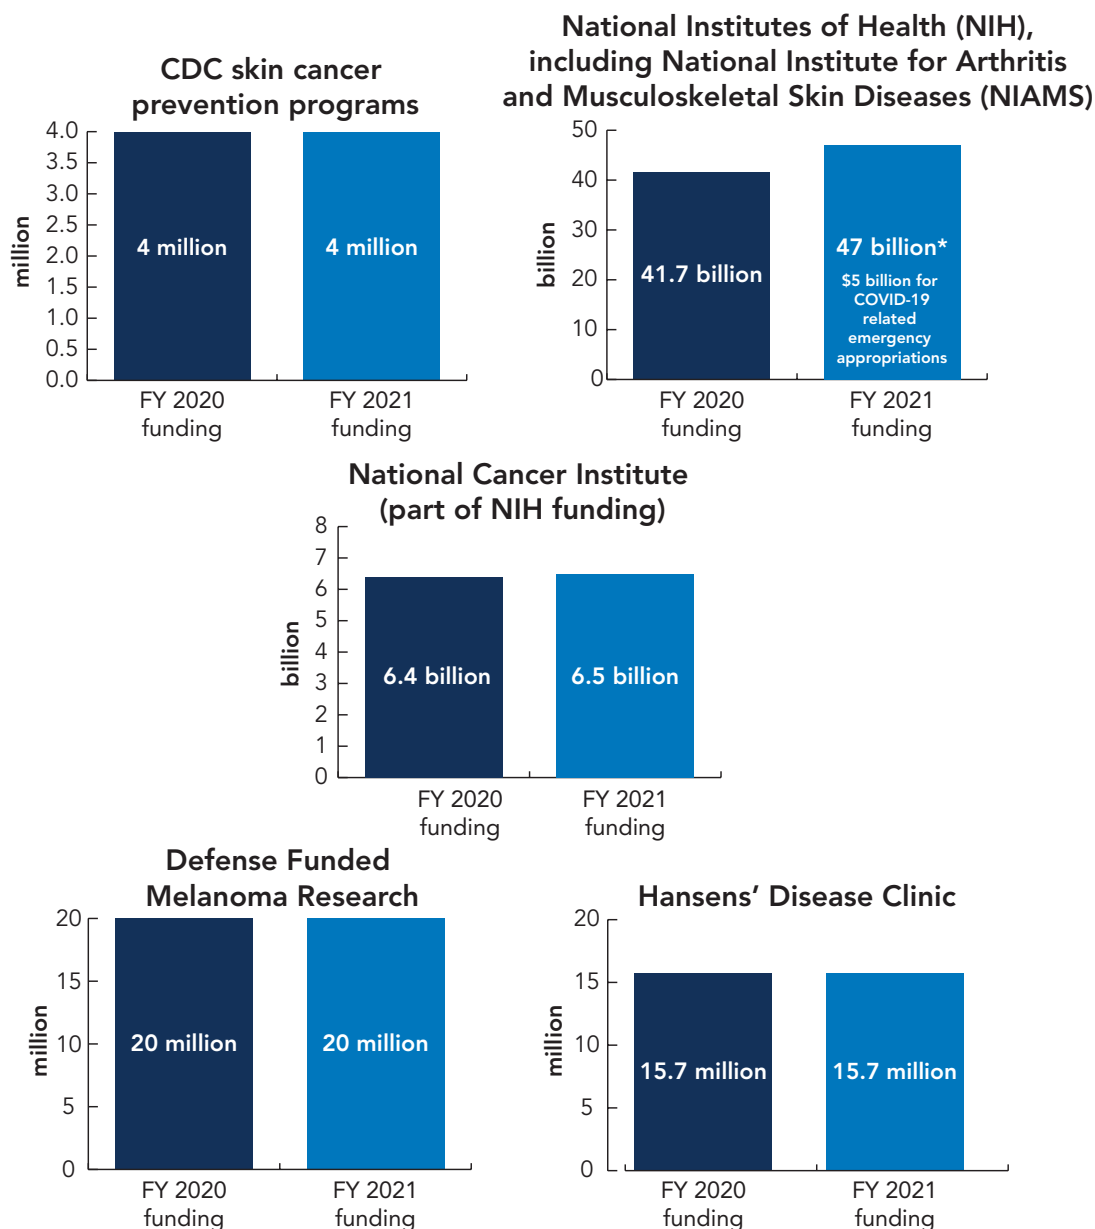 CDC skin cancer
prevention programs
million
4.0
3.5
3.0
2.5
2.0
1.5
1.0
0.5
0.0
4 million
4 million
FY 2020
funding
FY 2021
funding
National Institutes of Health (NIH),
including National Institute for Arthritis
and Musculoskeletal Skin Diseases (NIAMS)
billion
50
40
30
20
10
0
41.7 billion
47 billion*
$5 billion for
COVID-19
related
emergency
appropriations
FY 2020
funding
FY 2021
funding
National Cancer Institute
(part of NIH funding)
billion
8
7
6
5
4
3
2
1
0
6.4 billion
6.5 billion
FY 2020
funding
FY 2021
funding
Defense Funded
Melanoma Research
million
20
15
10
5
0
20 million
20 million
FY 2020
funding
FY 2021
funding
Hansens’ Disease Clinic
million
20
15
10
5
0
15.7 million
15.7 million
FY 2020
funding
FY 2021
funding